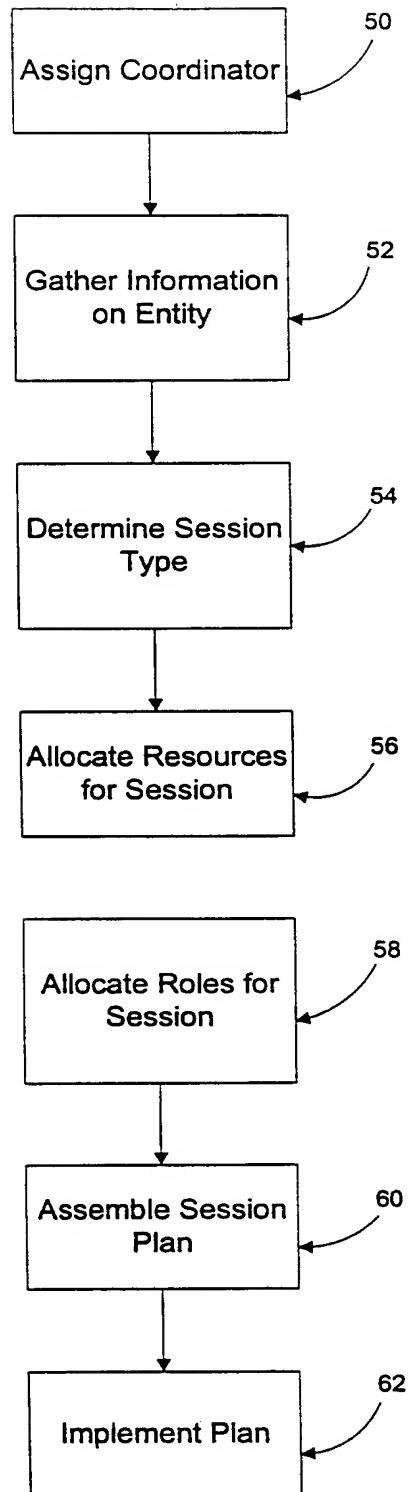 Assign Coordinator
50
Gather Information
on Entity
52
Determine Session
Type
54
Allocate Resources
for Session
56
Allocate Roles for
Session
58
Assemble Session
Plan
60
Implement Plan
62